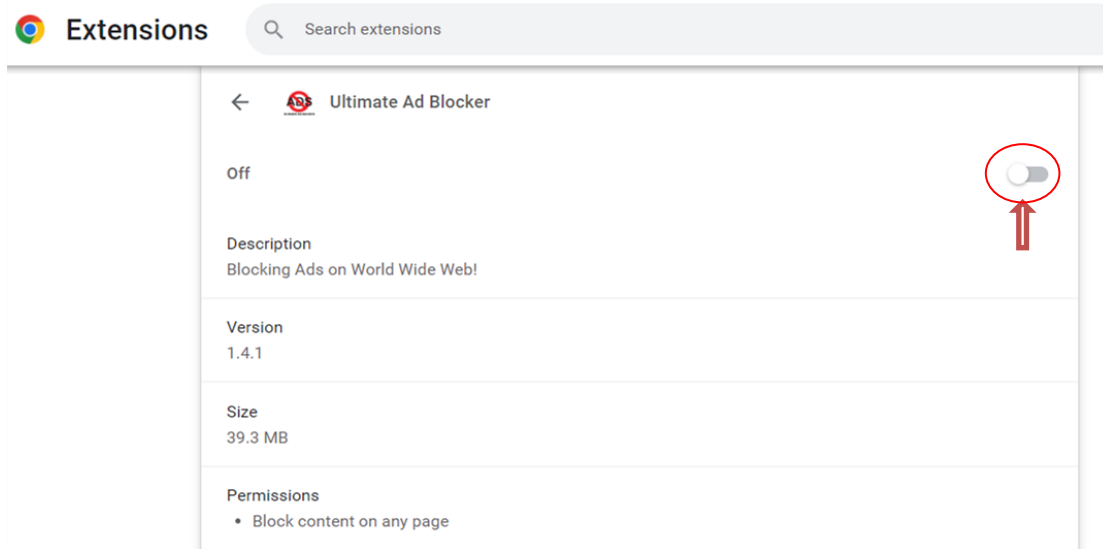 Extensions
Search extensions
ADS
Ultimate Ad Blocker
Off
Description
Blocking Ads on World Wide Web!
Version
1.4.1
Size
39.3 MB
Permissions
• Block content on any page